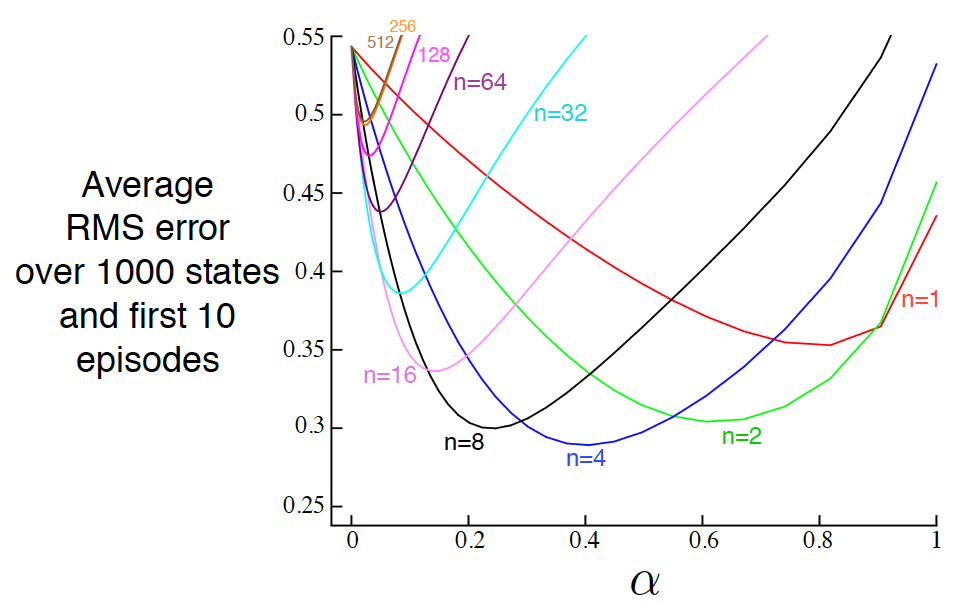 Average
RMS error
over 1000 states
and first 10
episodes
0.55
0.5
0.45
0.4
0.35
0.3
0.25
256
512
128
n=64
n=32
n=1
n=16
n=8
n=4
n=2
0
0.2
0.4
0.6
0.8
1
α